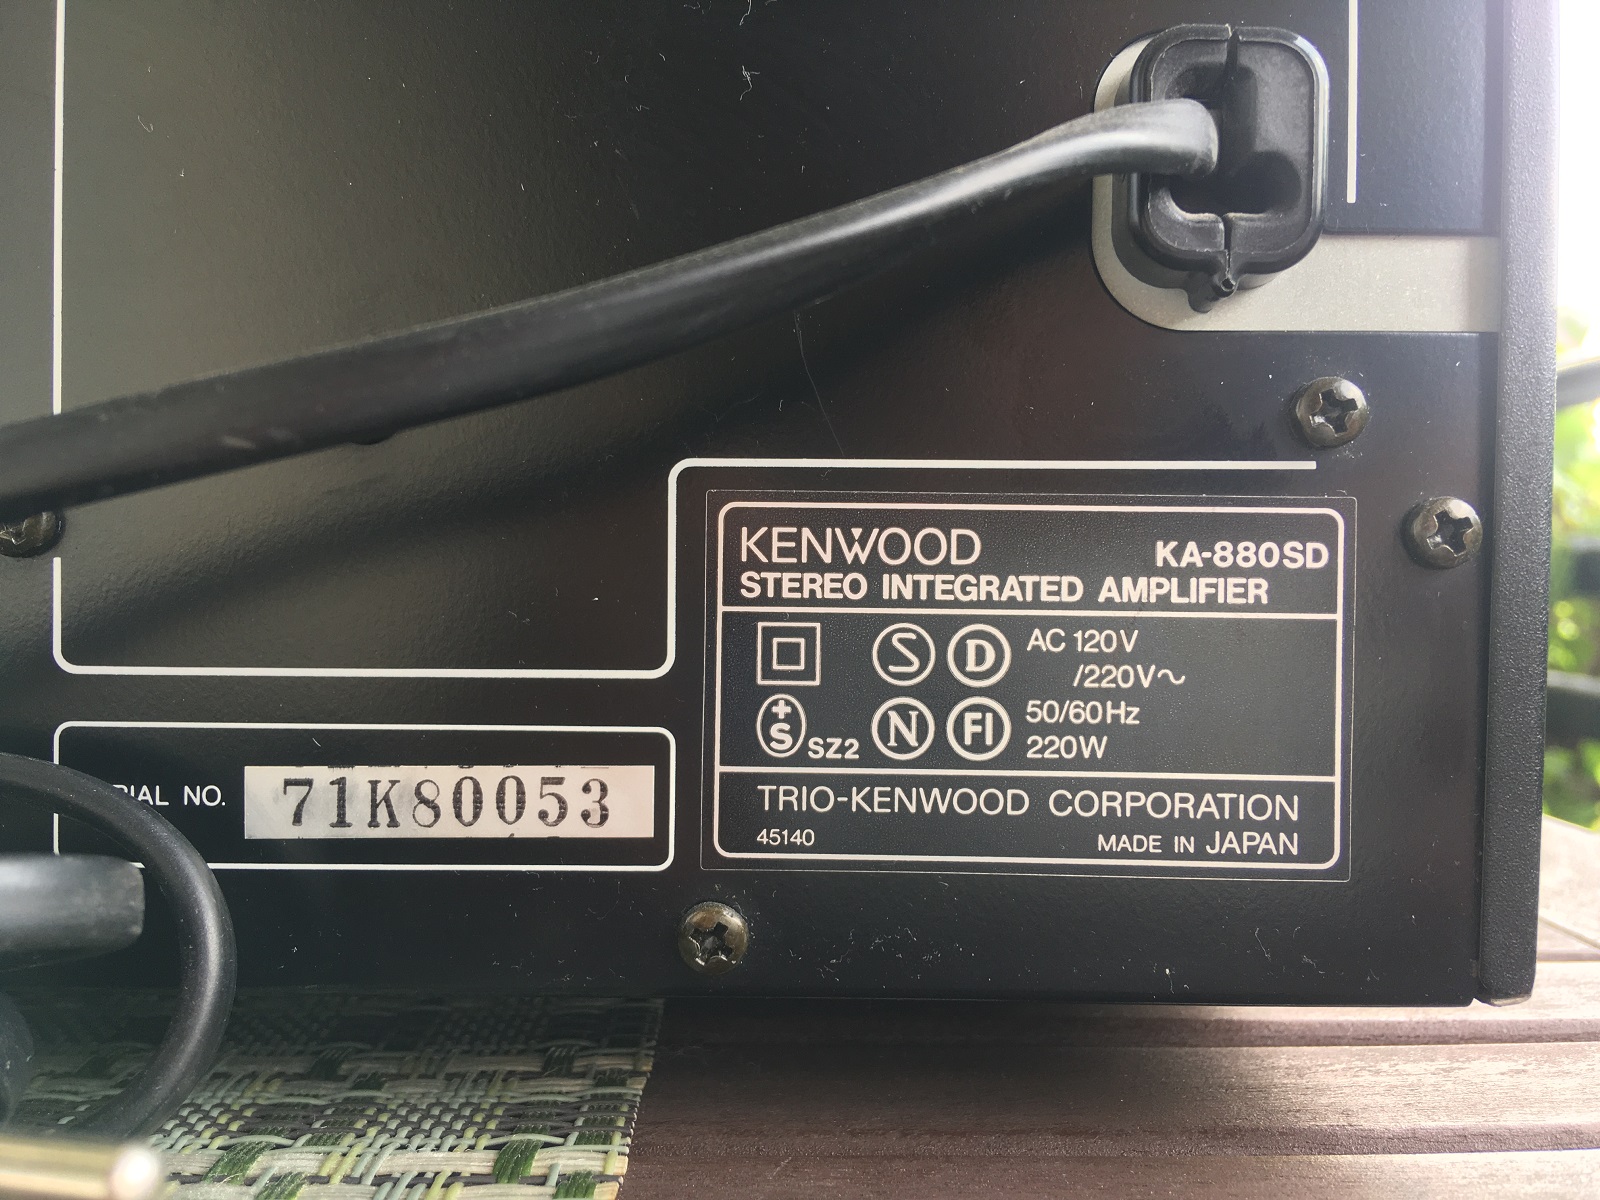 KENWOOD KA-880SD
STEREO INTEGRATED AMPLIFIER
S D AC 120V
/220V~
+S SZ2 N FI 50/60Hz
220W
TRIO-KENWOOD CORPORATION
45140 MADE IN JAPAN
RIAL NO. 71K80053